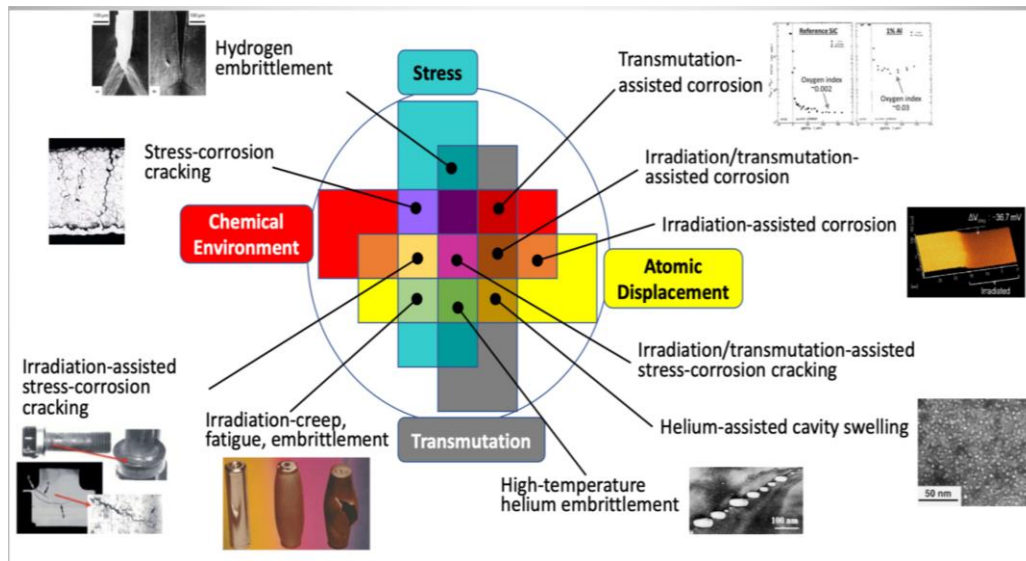 Hydrogen
embrittlement
Stress
Transmutation-
assisted corrosion
Reference SiC
1% Al
Oxygen index
~0.002
Oxygen index
~0.03
Stress-corrosion
cracking
Irradiation/transmutation-
assisted corrosion
Chemical
Environment
Irradiation-assisted corrosion
Atomic
Displacement
Irradiated
Irradiation-assisted
stress-corrosion
cracking
Irradiation/transmutation-assisted
stress-corrosion cracking
Irradiation-creep,
fatigue, embrittlement
Transmutation
Helium-assisted cavity swelling
High-temperature
helium embrittlement
100 nm
50 nm